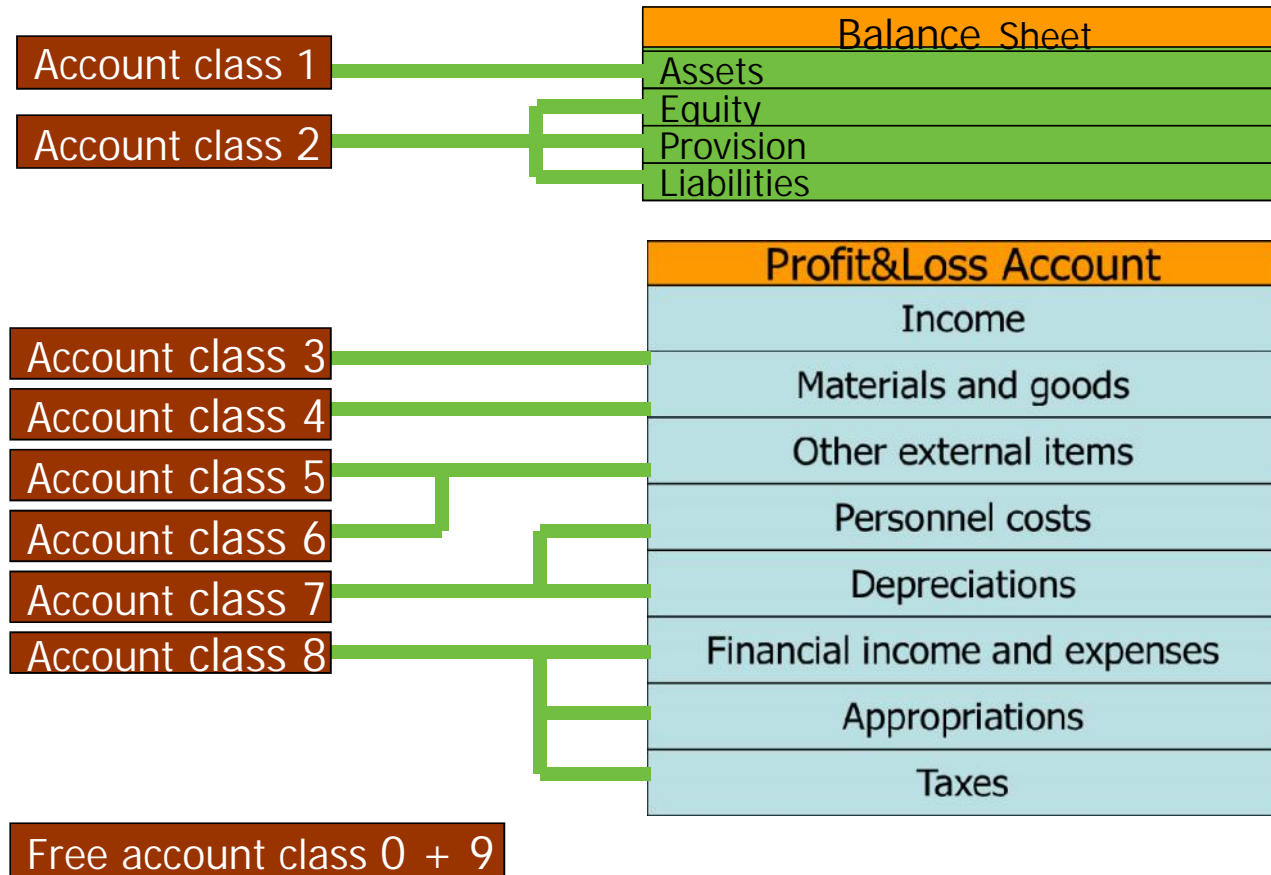 Balance Sheet
Account class 1
Assets
Equity
Account class 2
Provision
Liabilities
Profit&Loss Account
Income
Account class 3
Materials and goods
Account class 4
Other external items
Account class 5
Personnel costs
Account class 6
Depreciations
Account class 7
Financial income and expenses
Account class 8
Appropriations
Taxes
Free account class 0 + 9